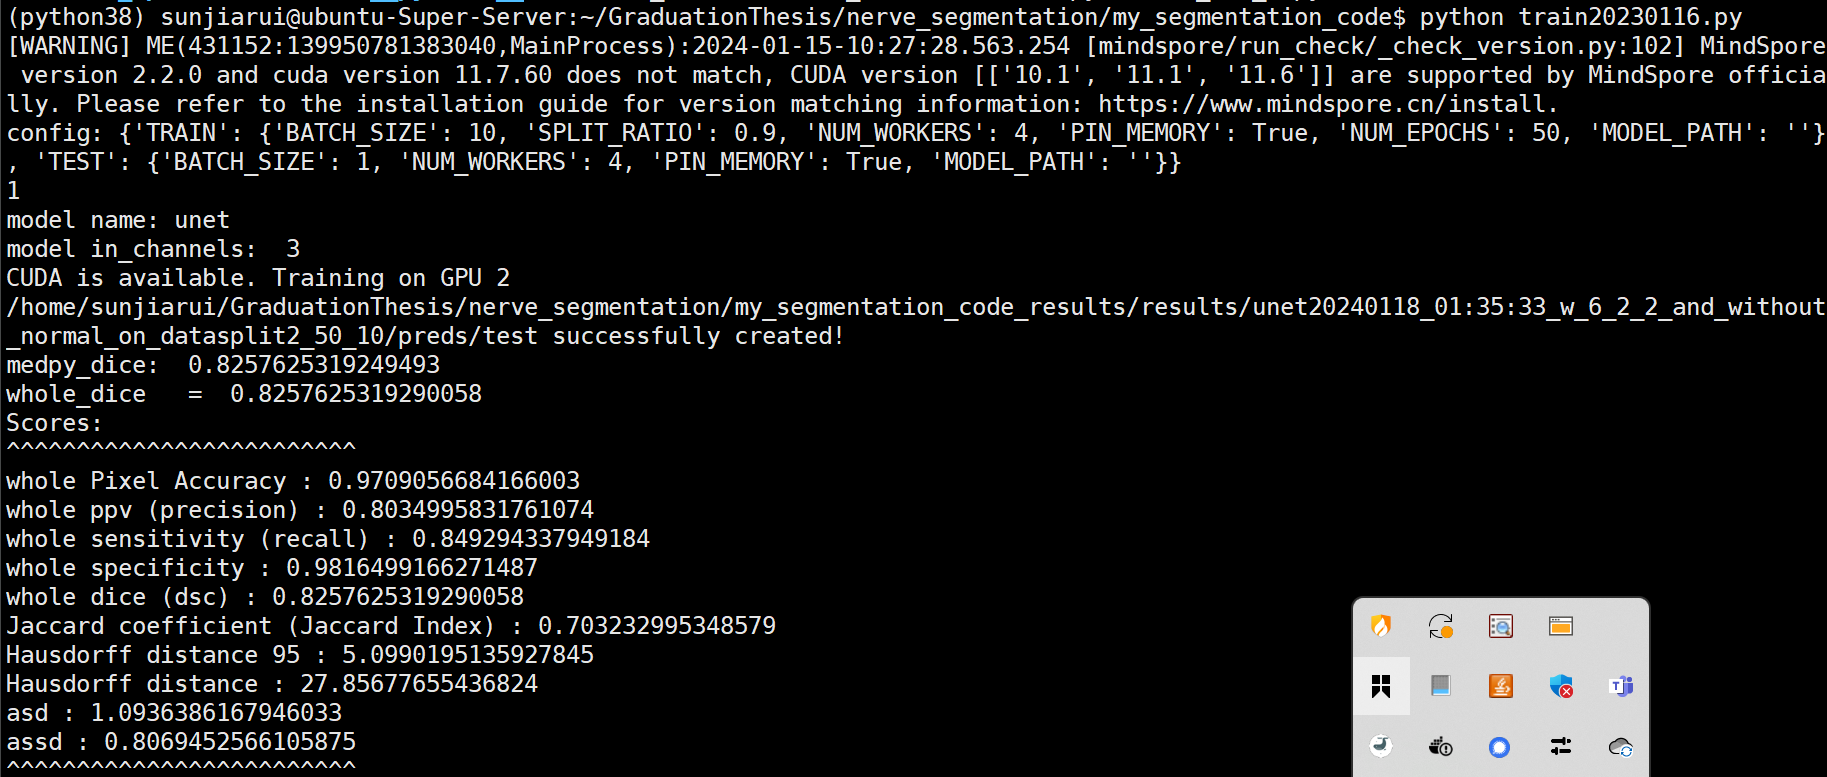 (python38) sunjiarui@ubuntu-Super-Server:~/GraduationThesis/nerve_segmentation/my_segmentation_code$ python train20230116.py
[WARNING] ME(431152:139950781383040,MainProcess):2024-01-15-10:27:28.563.254 [mindspore/run_check/_check_version.py:102] MindSpore
 version 2.2.0 and cuda version 11.7.60 does not match, CUDA version [['10.1', '11.1', '11.6']] are supported by MindSpore officia
lly. Please refer to the installation guide for version matching information: https://www.mindspore.cn/install.
config: {'TRAIN': {'BATCH_SIZE': 10, 'SPLIT_RATIO': 0.9, 'NUM_WORKERS': 4, 'PIN_MEMORY': True, 'NUM_EPOCHS': 50, 'MODEL_PATH': ''}
, 'TEST': {'BATCH_SIZE': 1, 'NUM_WORKERS': 4, 'PIN_MEMORY': True, 'MODEL_PATH': ''}}
1
model name: unet
model in_channels:  3
CUDA is available. Training on GPU 2
/home/sunjiarui/GraduationThesis/nerve_segmentation/my_segmentation_code_results/results/unet20240118_01:35:33_w_6_2_2_and_without
_normal_on_datasplit2_50_10/preds/test successfully created!
medpy_dice:  0.8257625319249493
whole_dice   =  0.8257625319290058
Scores:
^^^^^^^^^^^^^^^^^^^^^^^^^
whole Pixel Accuracy : 0.9709056684166003
whole ppv (precision) : 0.8034995831761074
whole sensitivity (recall) : 0.849294337949184
whole specificity : 0.9816499166271487
whole dice (dsc) : 0.8257625319290058
Jaccard coefficient (Jaccard Index) : 0.703232995348579
Hausdorff distance 95 : 5.0990195135927845
Hausdorff distance : 27.85677655436824
asd : 1.0936386167946033
assd : 0.8069452566105875
^^^^^^^^^^^^^^^^^^^^^^^^^